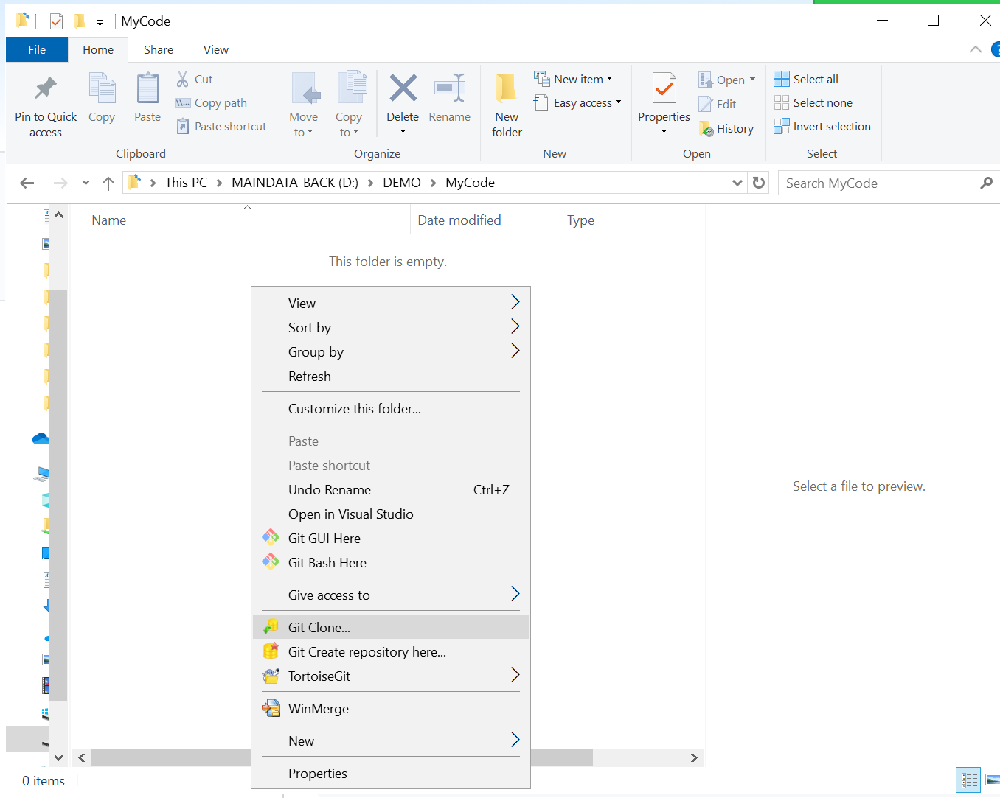 MyCode
File Home Share View
Pin to Quick access
Copy
Paste
Cut
Copy path
Paste shortcut
Clipboard
Move to
Copy to
Delete
Rename
Organize
New folder
New item
Easy access
New
Properties
Open
Edit
History
Open
Select all
Select none
Invert selection
Select
This PC MAINDATA_BACK (D:) DEMO MyCode
Search MyCode
Name Date modified Type
This folder is empty.
View
Sort by
Group by
Refresh
Customize this folder...
Paste
Paste shortcut
Undo Rename Ctrl+Z
Open in Visual Studio
Git GUI Here
Git Bash Here
Give access to
Git Clone...
Git Create repository here...
TortoiseGit
WinMerge
New
Properties
Select a file to preview.
0 items